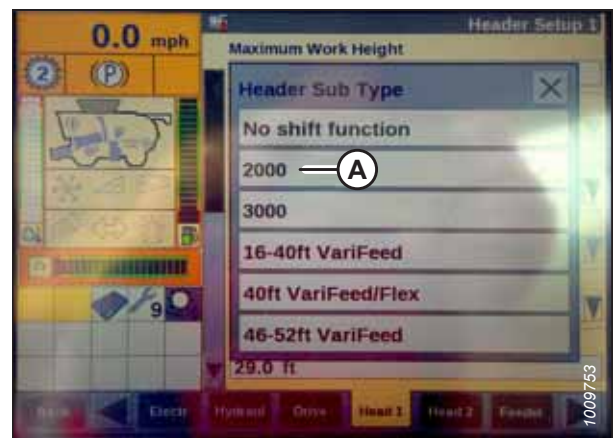 0.0 mph
Header Setup 1
2
(P)
Maximum Work Height
Header Sub Type
No shift function
2000
A
3000
16-40ft VariFeed
40ft VariFeed/Flex
46-52ft VariFeed
9
29.0 ft
Back
Electr
Hydraul
Drive
Head 1
Head 2
Feeder
1009753